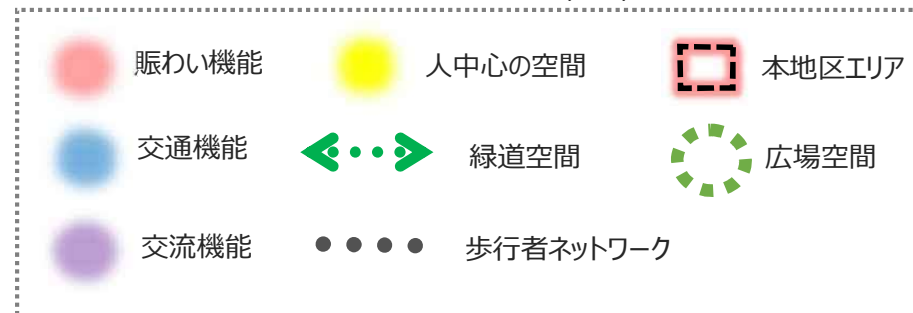 賑わい機能 人中心の空間 本地区エリア
交通機能 緑道空間 広場空間
交流機能 歩行者ネットワーク